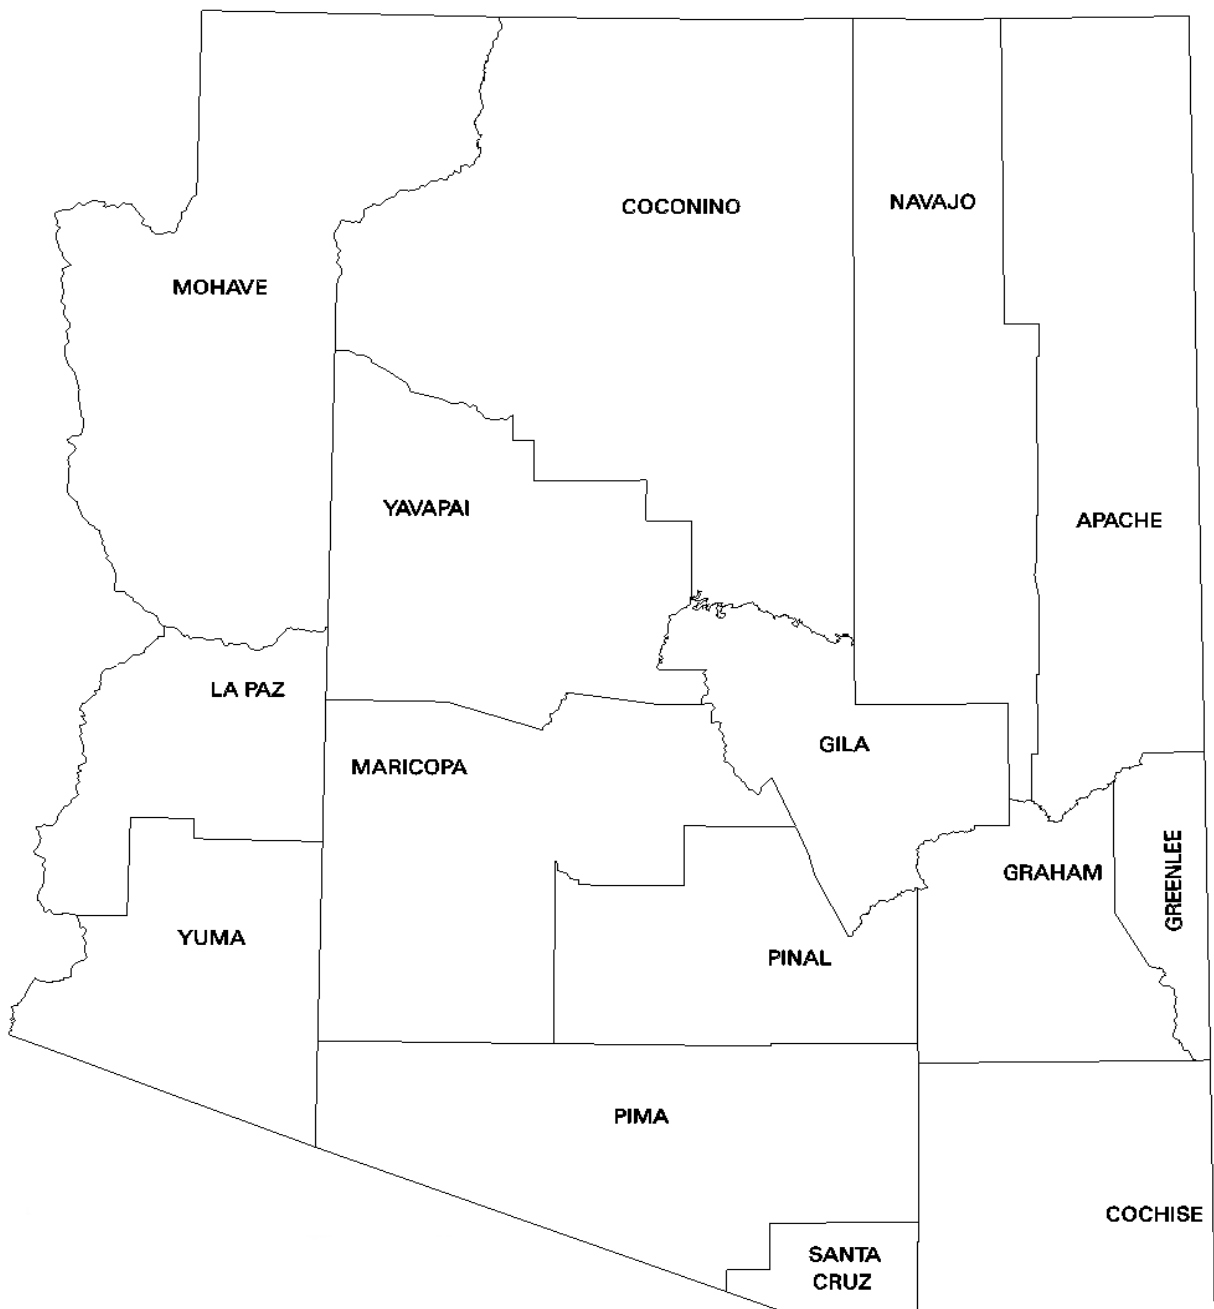 NAVAJO
COCONINO
MOHAVE
YAVAPAI
APACHE
LA PAZ
GILA
MARICOPA
GREENLEE
GRAHAM
YUMA
PINAL
PIMA
COCHISE
SANTA
CRUZ